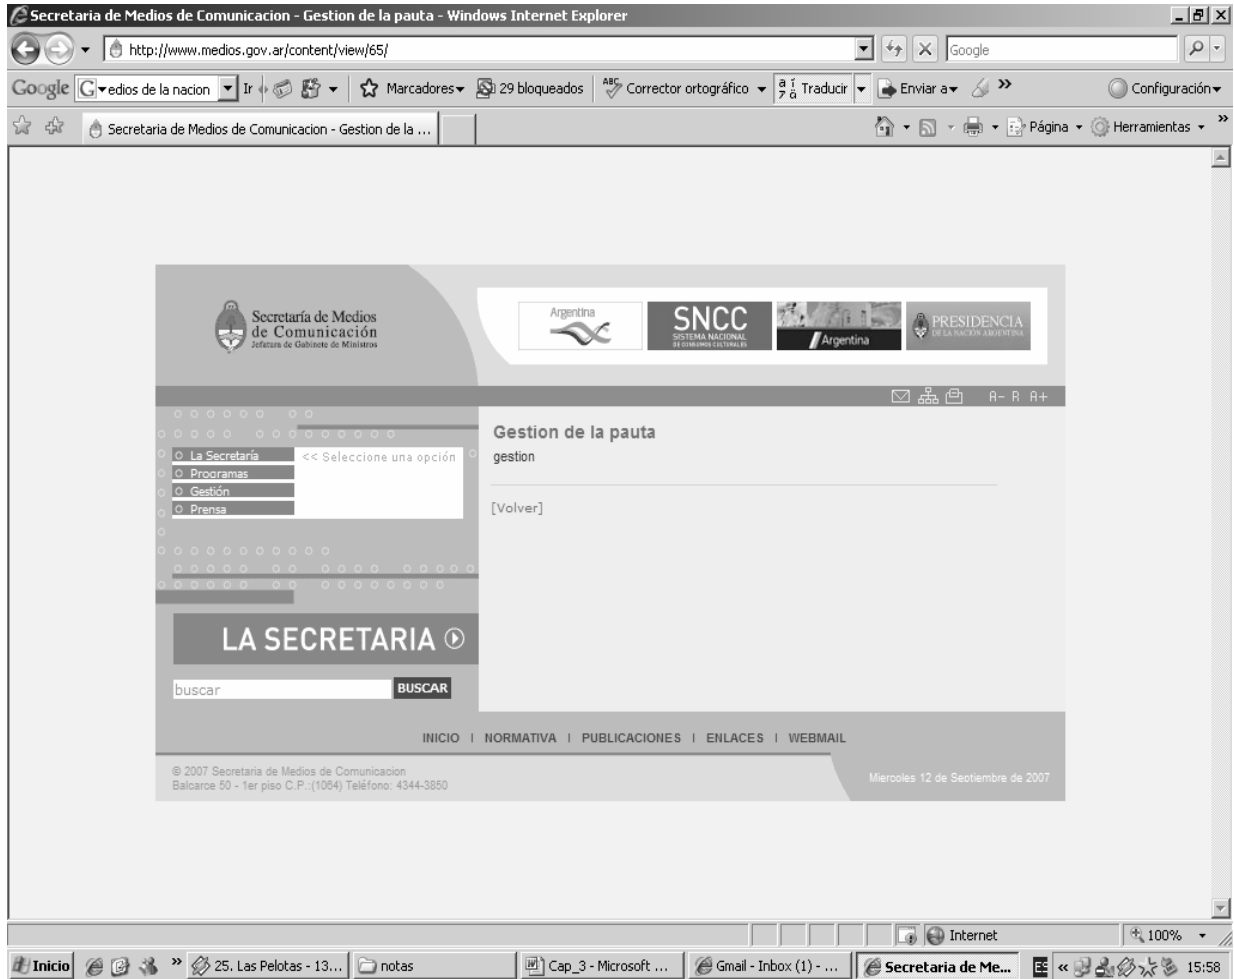 Secretaria de Medios de Comunicacion - Gestion de la pauta - Windows Internet Explorer
http://www.medios.gov.ar/content/view/65/
Google
Google G edios de la nacion Ir Marcadores 29 bloqueados ABC Corrector ortográfico Traducir Enviar a >> Configuración
Secretaria de Medios de Comunicacion - Gestion de la ... Página Herramientas >>
Secretaría de Medios
de Comunicación
Jefatura de Gabinete de Ministros
Argentina
SNCC
SISTEMA NACIONAL
DE CONSUMOS CULTURALES
Argentina
PRESIDENCIA
DE LA NACION ARGENTINA
A- R A+
Gestion de la pauta
gestion
[Volver]
La Secretaría
<< Seleccione una opción
Programas
Gestión
Prensa
LA SECRETARIA
buscar BUSCAR
INICIO | NORMATIVA | PUBLICACIONES | ENLACES | WEBMAIL
© 2007 Secretaria de Medios de Comunicacion
Balcarce 50 - 1er piso C.P.:(1064) Teléfono: 4344-3850
Miercoles 12 de Septiembre de 2007
Internet 100%
Inicio >> 25. Las Pelotas - 13... notas Cap_3 - Microsoft ... Gmail - Inbox (1) - ... Secretaria de Me... ES << 15:58